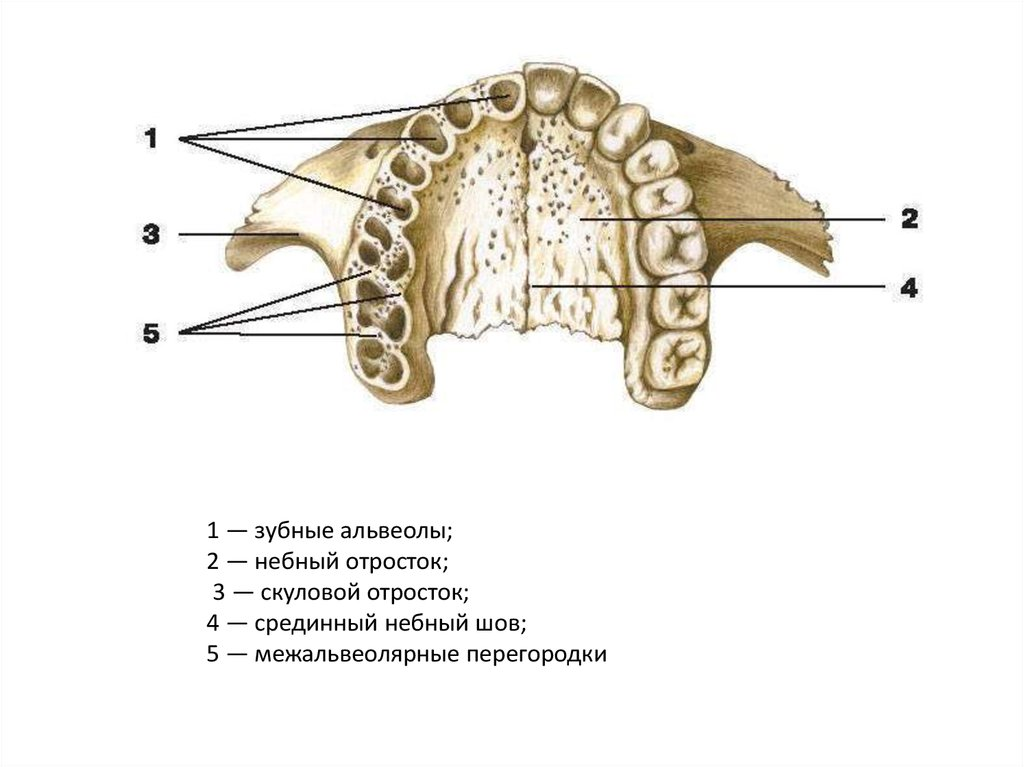 1
2
3
4
5
1 — зубные альвеолы;
2 — небный отросток;
3 — скуловой отросток;
4 — срединный небный шов;
5 — межальвеолярные перегородки